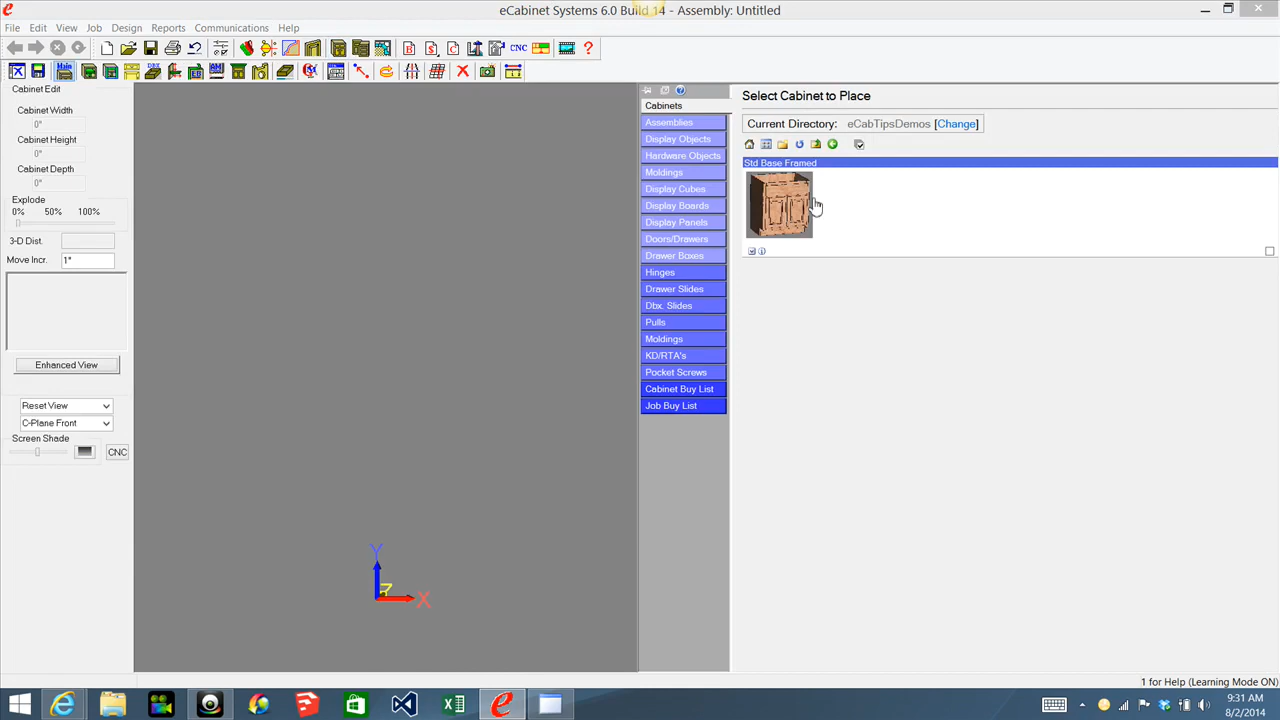 eCabinet Systems 6.0 Build 14 - Assembly: Untitled
File Edit View Job Design Reports Communications Help
CNC
Main
Cabinet Edit
Cabinet Width
0"
Cabinet Height
0"
Cabinet Depth
0"
Explode
0% 50% 100%
3-D Dist.
Move Incr. 1"
Enhanced View
Reset View
C-Plane Front
Screen Shade
CNC
Y
X
Cabinets
Assemblies
Display Objects
Hardware Objects
Moldings
Display Cubes
Display Boards
Display Panels
Doors/Drawers
Drawer Boxes
Hinges
Drawer Slides
Dbx. Slides
Pulls
Moldings
KD/RTA's
Pocket Screws
Cabinet Buy List
Job Buy List
Select Cabinet to Place
Current Directory: eCabTipsDemos [Change]
Std Base Framed
1 for Help (Learning Mode ON)
9:31 AM
8/2/2014